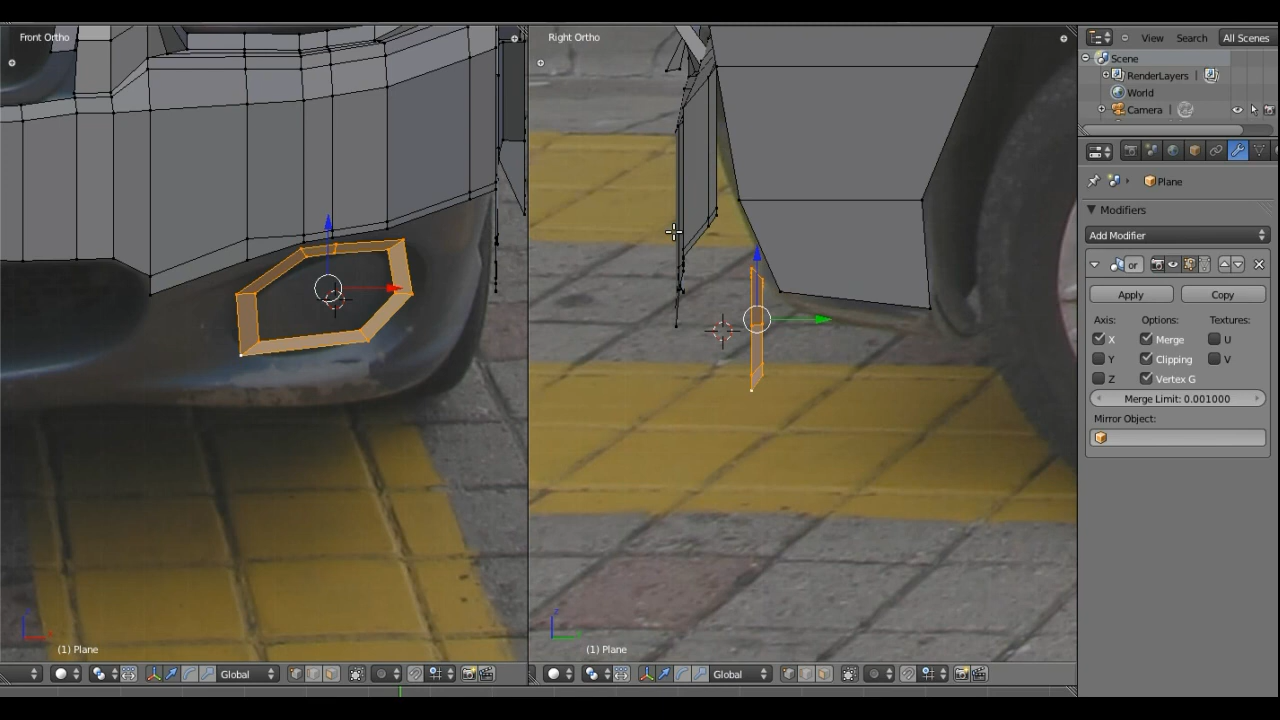 Front Ortho
Right Ortho
View Search All Scenes
Scene
RenderLayers
World
Camera
Plane
Modifiers
Add Modifier
or
Apply Copy
Axis: Options: Textures:
X Merge U
Y Clipping V
Z Vertex G
Merge Limit: 0.001000
Mirror Object:
(1) Plane
(1) Plane
Global
Global